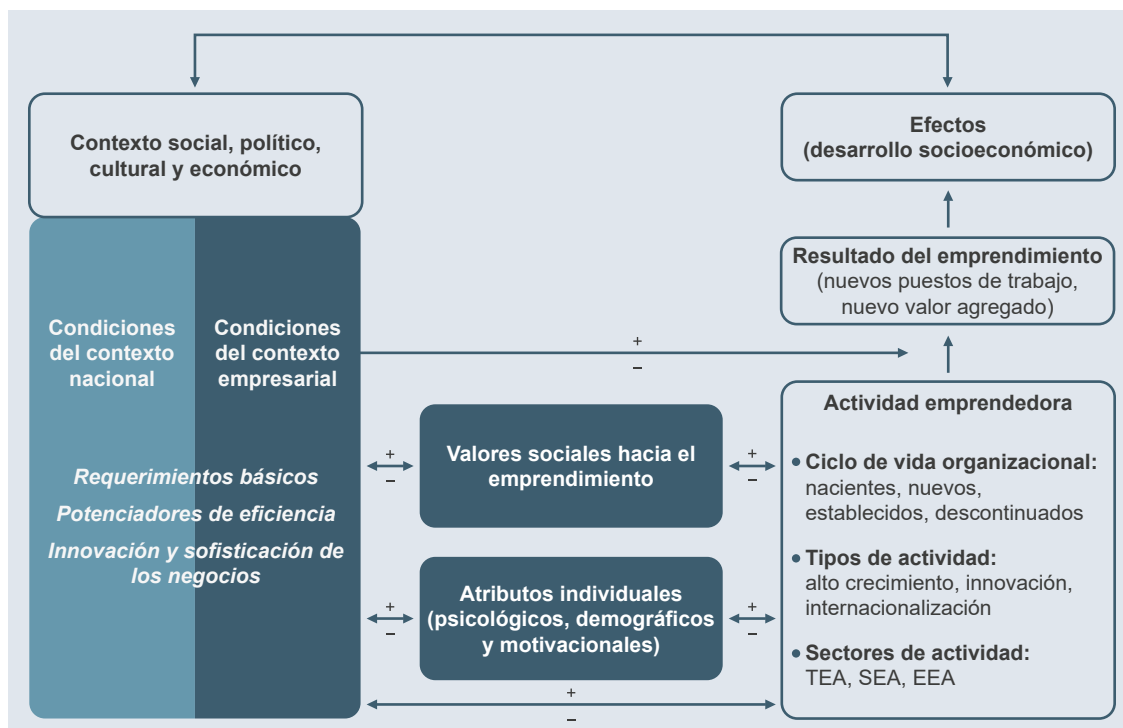 Contexto social, político,
cultural y económico
Efectos
(desarrollo socioeconómico)
Resultado del emprendimiento
(nuevos puestos de trabajo,
nuevo valor agregado)
Condiciones
del contexto
nacional
Condiciones
del contexto
empresarial
+
–
Requerimientos básicos
Potenciadores de eficiencia
Innovación y sofisticación de
los negocios
+
–
Valores sociales hacia el
emprendimiento
+
–
+
–
Atributos individuales
(psicológicos, demográficos
y motivacionales)
+
–
Actividad emprendedora
• Ciclo de vida organizacional:
nacientes, nuevos,
establecidos, descontinuados
• Tipos de actividad:
alto crecimiento, innovación,
internacionalización
• Sectores de actividad:
TEA, SEA, EEA
+
–